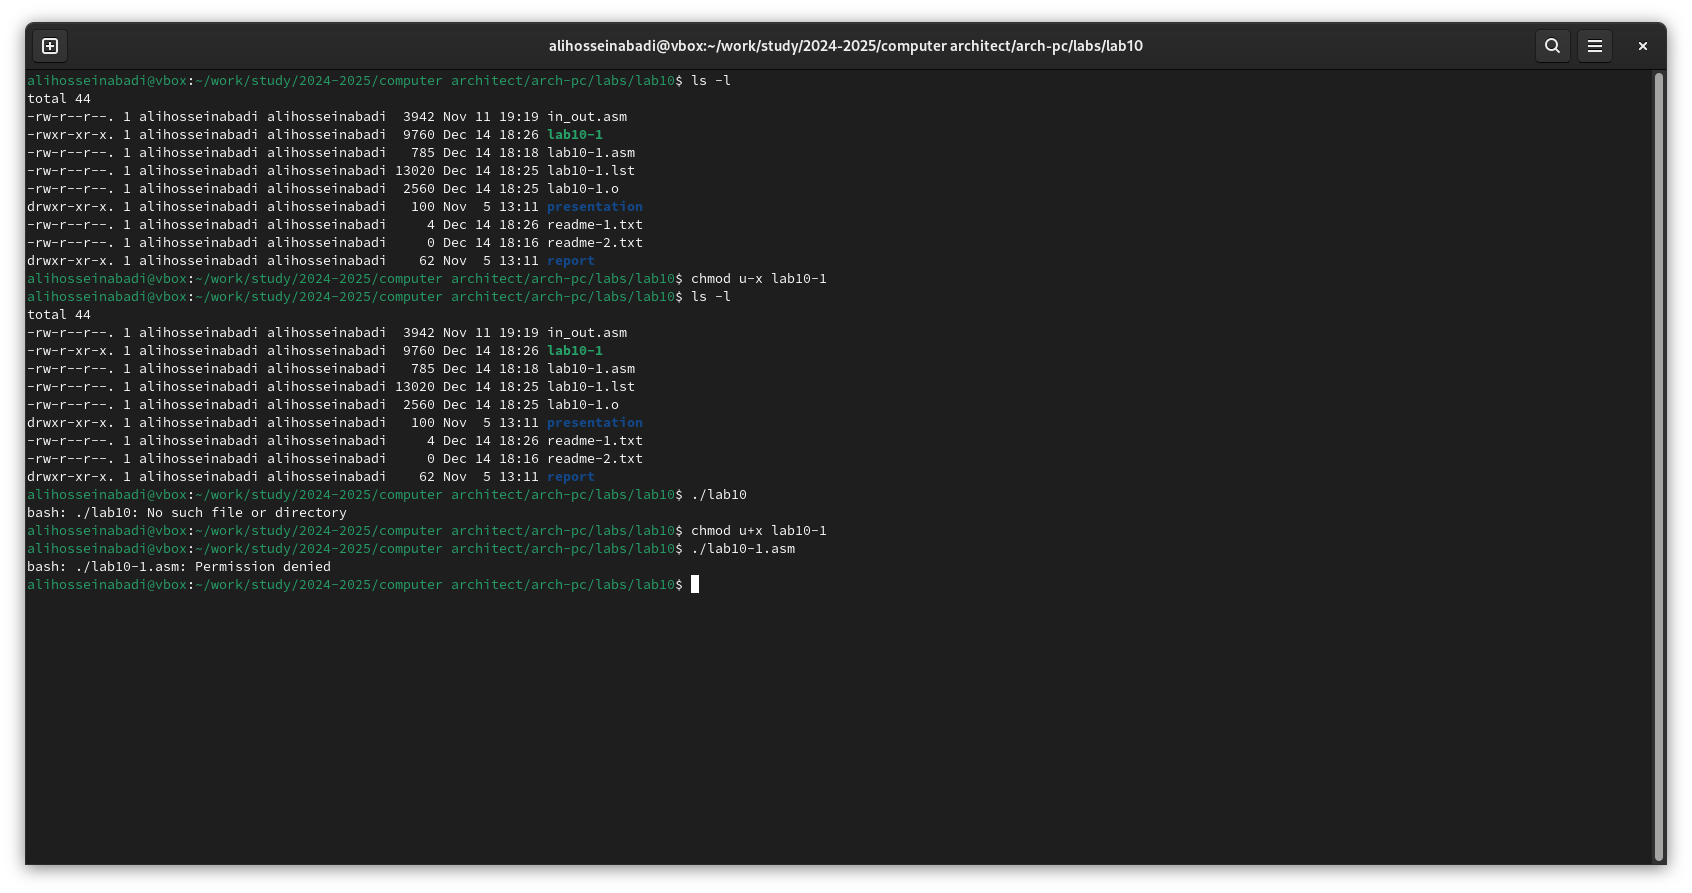 alihosseinabadi@vbox:~/work/study/2024-2025/computer architect/arch-pc/labs/lab10
alihosseinabadi@vbox:~/work/study/2024-2025/computer architect/arch-pc/labs/lab10$ ls -l
total 44
-rw-r--r--. 1 alihosseinabadi alihosseinabadi  3942 Nov 11 19:19 in_out.asm
-rwxr-xr-x. 1 alihosseinabadi alihosseinabadi  9760 Dec 14 18:26 lab10-1
-rw-r--r--. 1 alihosseinabadi alihosseinabadi   785 Dec 14 18:18 lab10-1.asm
-rw-r--r--. 1 alihosseinabadi alihosseinabadi 13020 Dec 14 18:25 lab10-1.lst
-rw-r--r--. 1 alihosseinabadi alihosseinabadi  2560 Dec 14 18:25 lab10-1.o
drwxr-xr-x. 1 alihosseinabadi alihosseinabadi   100 Nov  5 13:11 presentation
-rw-r--r--. 1 alihosseinabadi alihosseinabadi     4 Dec 14 18:26 readme-1.txt
-rw-r--r--. 1 alihosseinabadi alihosseinabadi     0 Dec 14 18:16 readme-2.txt
drwxr-xr-x. 1 alihosseinabadi alihosseinabadi    62 Nov  5 13:11 report
alihosseinabadi@vbox:~/work/study/2024-2025/computer architect/arch-pc/labs/lab10$ chmod u-x lab10-1
alihosseinabadi@vbox:~/work/study/2024-2025/computer architect/arch-pc/labs/lab10$ ls -l
total 44
-rw-r--r--. 1 alihosseinabadi alihosseinabadi  3942 Nov 11 19:19 in_out.asm
-rw-r-xr-x. 1 alihosseinabadi alihosseinabadi  9760 Dec 14 18:26 lab10-1
-rw-r--r--. 1 alihosseinabadi alihosseinabadi   785 Dec 14 18:18 lab10-1.asm
-rw-r--r--. 1 alihosseinabadi alihosseinabadi 13020 Dec 14 18:25 lab10-1.lst
-rw-r--r--. 1 alihosseinabadi alihosseinabadi  2560 Dec 14 18:25 lab10-1.o
drwxr-xr-x. 1 alihosseinabadi alihosseinabadi   100 Nov  5 13:11 presentation
-rw-r--r--. 1 alihosseinabadi alihosseinabadi     4 Dec 14 18:26 readme-1.txt
-rw-r--r--. 1 alihosseinabadi alihosseinabadi     0 Dec 14 18:16 readme-2.txt
drwxr-xr-x. 1 alihosseinabadi alihosseinabadi    62 Nov  5 13:11 report
alihosseinabadi@vbox:~/work/study/2024-2025/computer architect/arch-pc/labs/lab10$ ./lab10
bash: ./lab10: No such file or directory
alihosseinabadi@vbox:~/work/study/2024-2025/computer architect/arch-pc/labs/lab10$ chmod u+x lab10-1
alihosseinabadi@vbox:~/work/study/2024-2025/computer architect/arch-pc/labs/lab10$ ./lab10-1.asm
bash: ./lab10-1.asm: Permission denied
alihosseinabadi@vbox:~/work/study/2024-2025/computer architect/arch-pc/labs/lab10$